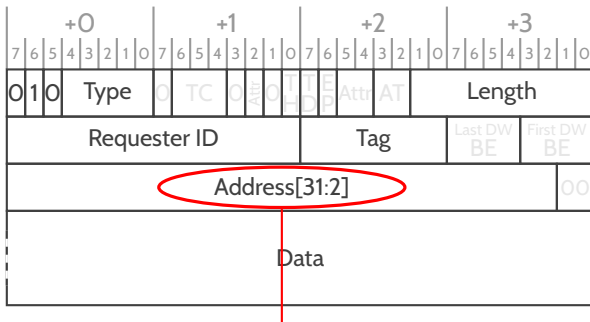 +0 +1 +2 +3
7 6 5 4 3 2 1 0 7 6 5 4 3 2 1 0 7 6 5 4 3 2 1 0 7 6 5 4 3 2 1 0
0 1 0 Type 0 TC 0 Attr 0 TH TD EP Attr AT Length
Requester ID Tag Last DW BE First DW BE
Address[31:2] 00
Data